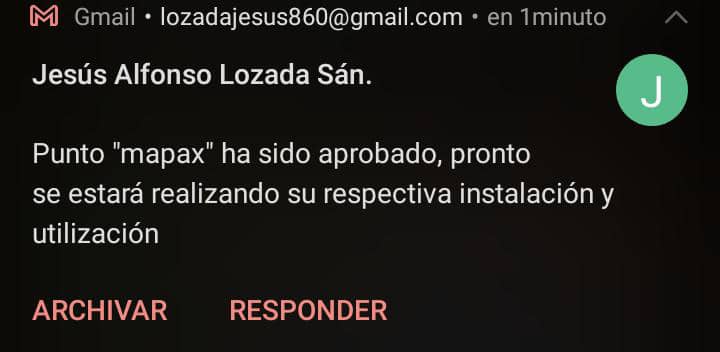 Gmail • lozadajesus860@gmail.com • en 1minuto
Jesús Alfonso Lozada Sán.
J
Punto "mapax" ha sido aprobado, pronto
se estará realizando su respectiva instalación y
utilización
ARCHIVAR RESPONDER